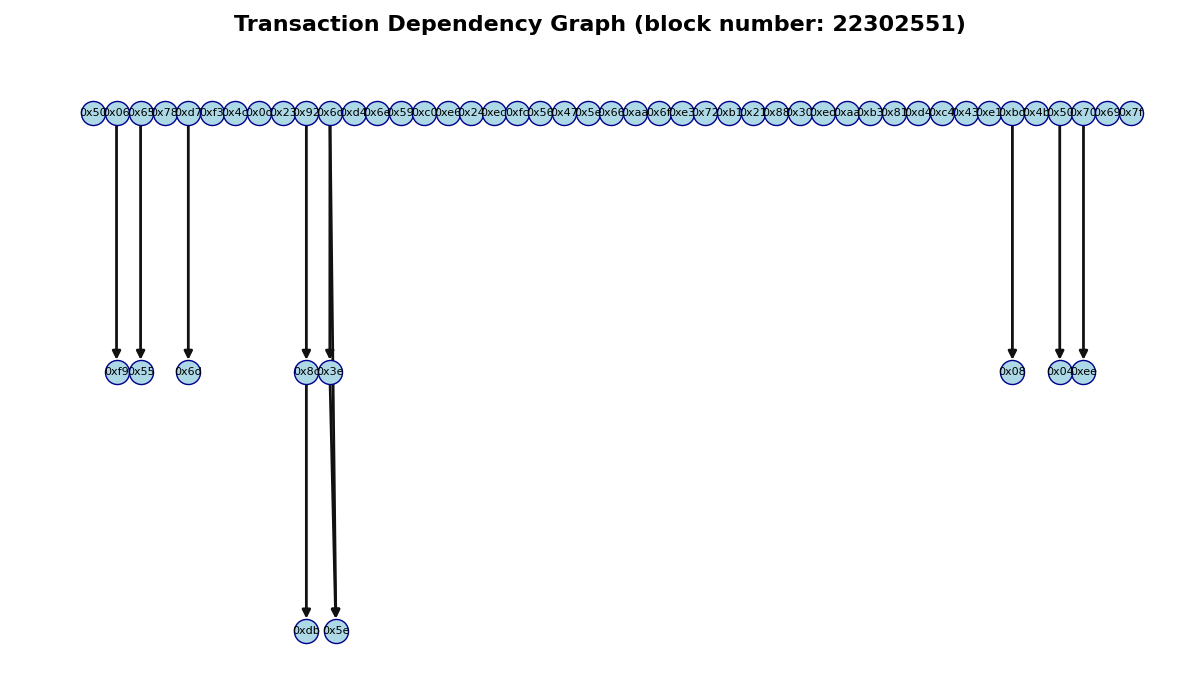 Transaction Dependency Graph (block number: 22302551)
0x50 0x06 0x65 0x78 0xd7 0xf3 0x4c 0x0c 0x23 0x92 0x6c 0xd4 0x6e 0x59 0xc0 0xe6 0x24 0xec 0xfc 0x56 0x47 0x5e 0x66 0xaa 0x6f 0xe3 0x72 0xb1 0x21 0x88 0x30 0xed 0xaa 0xb3 0x81 0xd4 0xc4 0x43 0xe1 0xbd 0x4b 0x50 0x70 0x69 0x7f
0xf9 0x55 0x6d 0x8c 0x3e 0x08 0x04 0xee
0xdb 0x5e